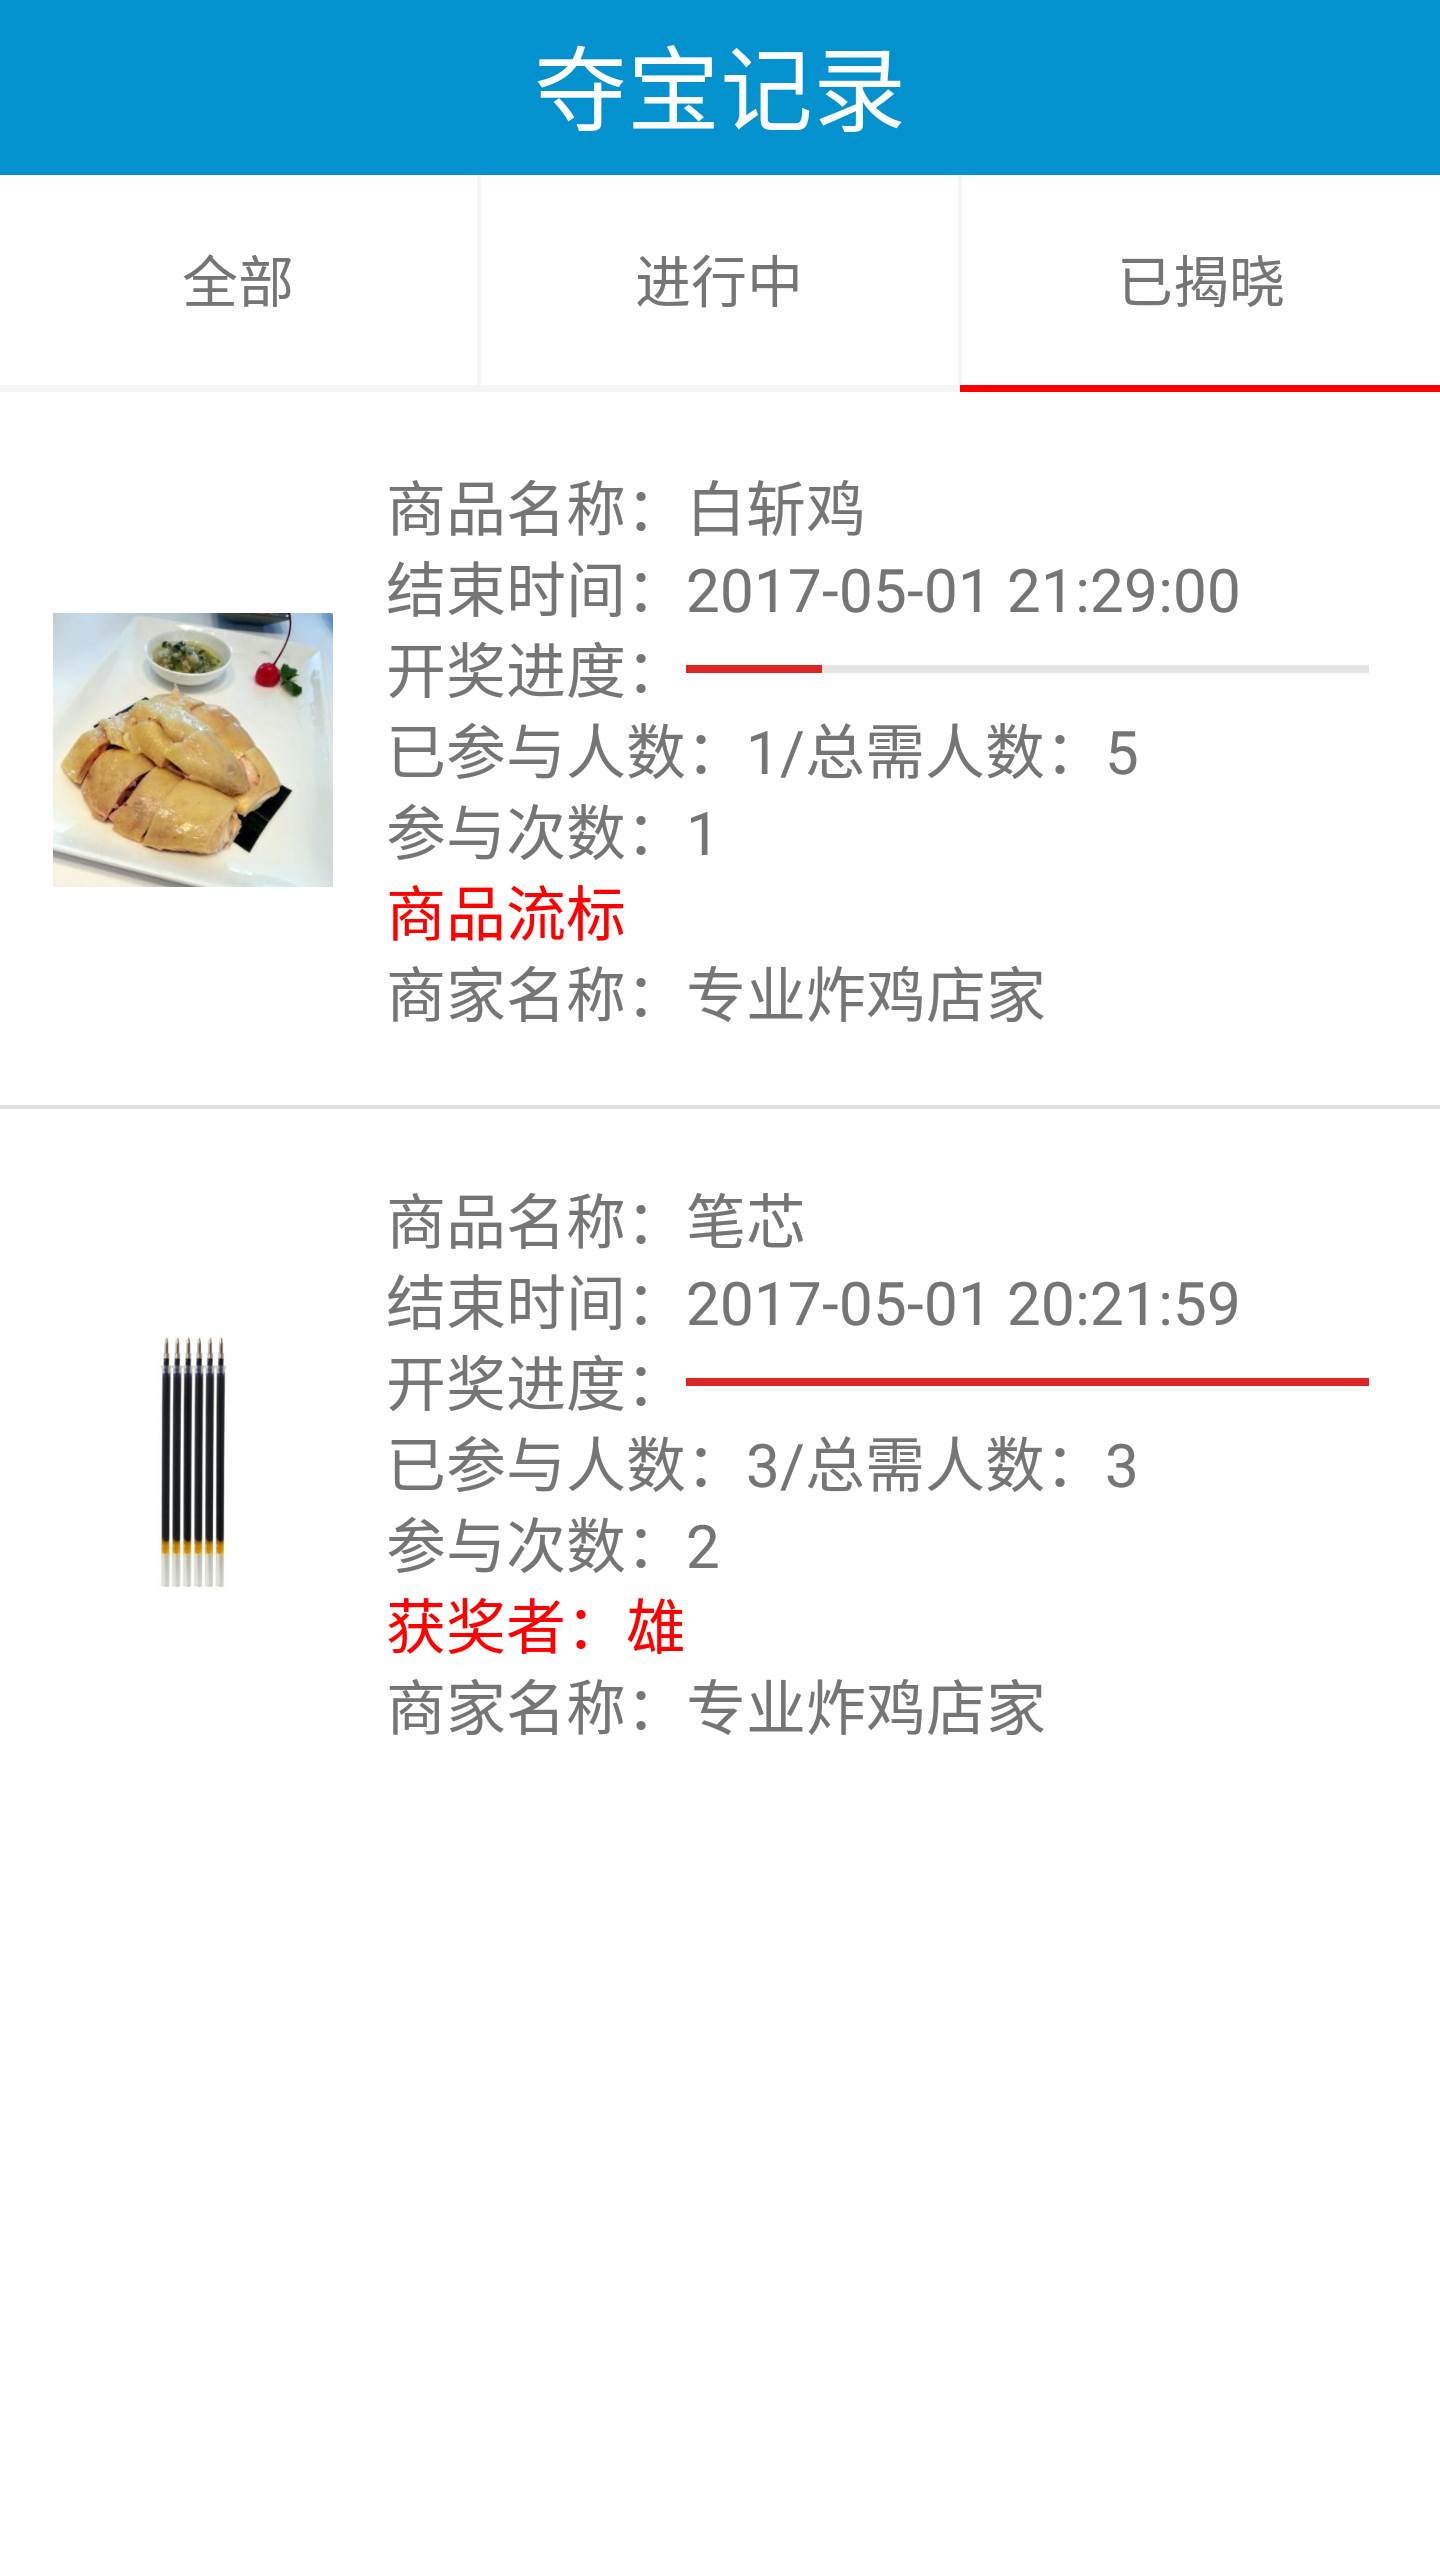 夺宝记录
全部
进行中
已揭晓
商品名称：白斩鸡
结束时间：2017-05-01 21:29:00
开奖进度：
已参与人数：1/总需人数：5
参与次数：1
商品流标
商家名称：专业炸鸡店家
商品名称：笔芯
结束时间：2017-05-01 20:21:59
开奖进度：
已参与人数：3/总需人数：3
参与次数：2
获奖者：雄
商家名称：专业炸鸡店家